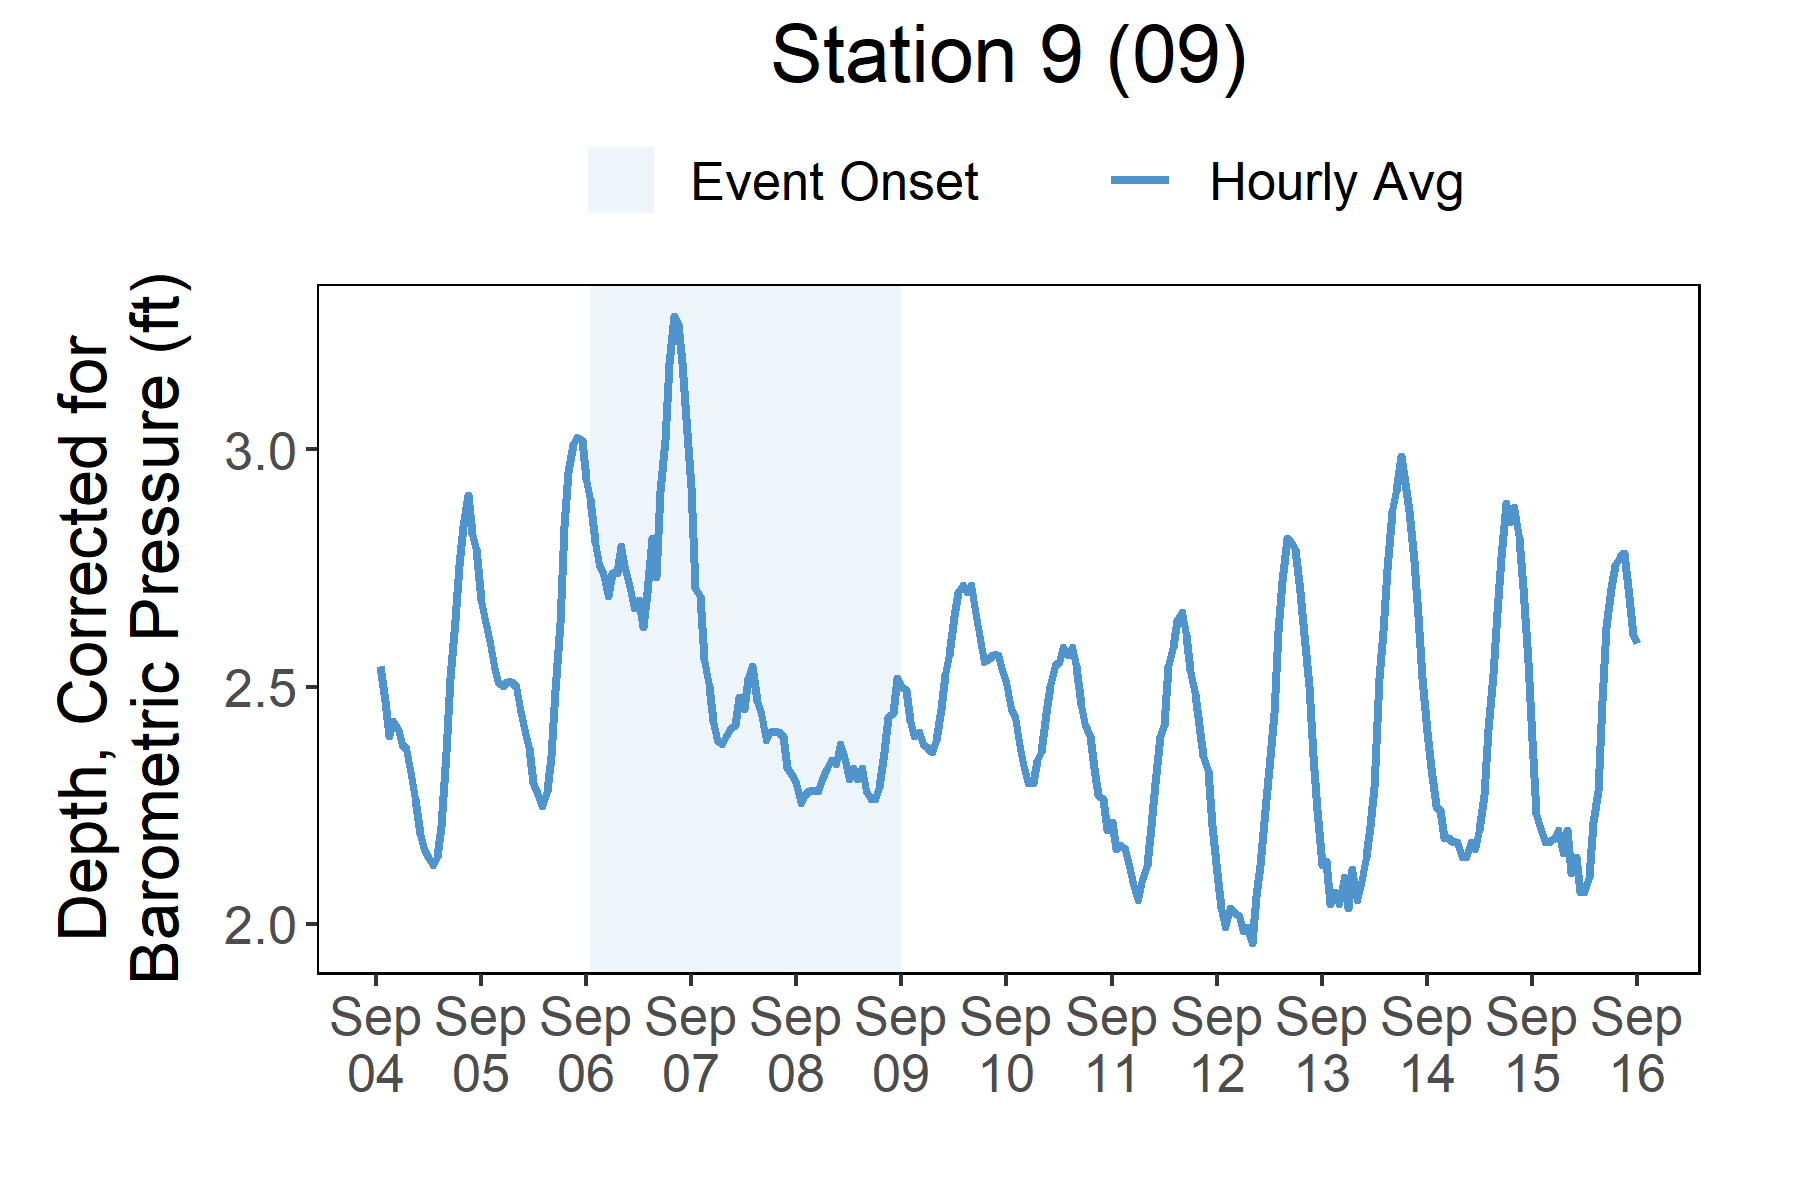 Station 9 (09)
Event Onset Hourly Avg
Depth, Corrected for
Barometric Pressure (ft)
3.0
2.5
2.0
Sep Sep Sep Sep Sep Sep Sep Sep Sep Sep Sep Sep Sep
04 05 06 07 08 09 10 11 12 13 14 15 16